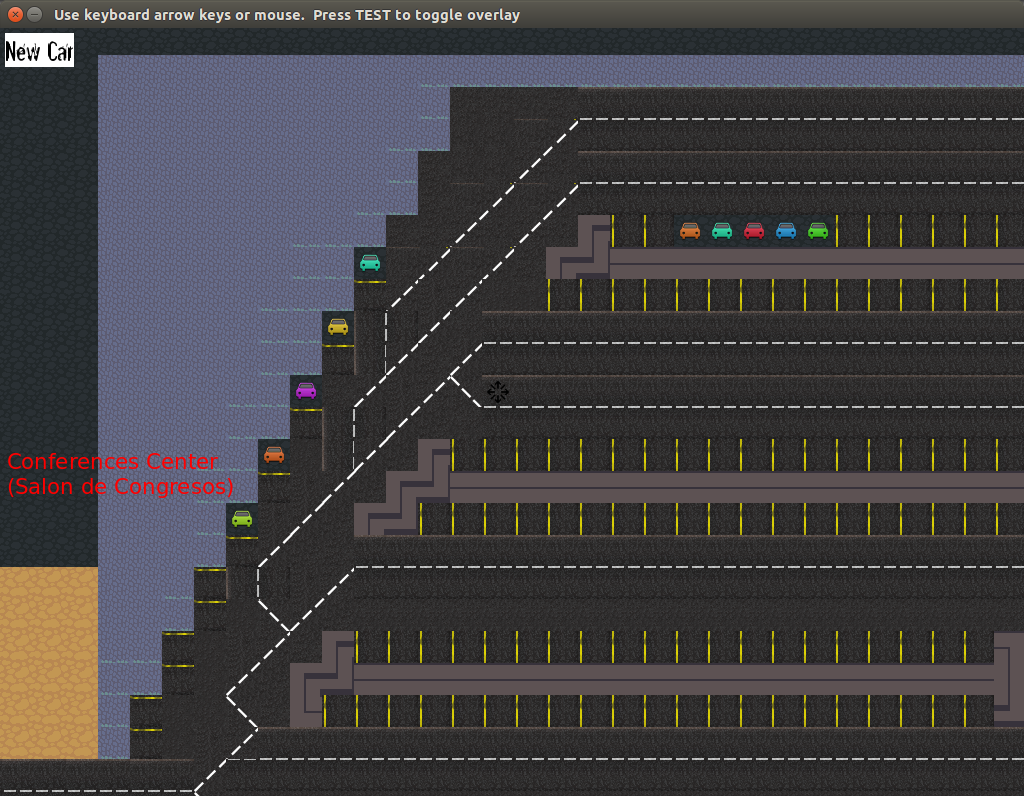 Use keyboard arrow keys or mouse.  Press TEST to toggle overlay
New Car
Conferences Center
(Salon de Congresos)